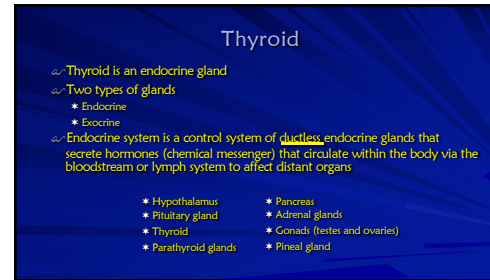 Thyroid
Thyroid is an endocrine gland
Two types of glands
Endocrine
Exocrine
Endocrine system is a control system of ductless endocrine glands that
secrete hormones (chemical messenger) that circulate within the body via the
bloodstream or lymph system to affect distant organs
Hypothalamus
Pituitary gland
Thyroid
Parathyroid glands
Pancreas
Adrenal glands
Gonads (testes and ovaries)
Pineal gland